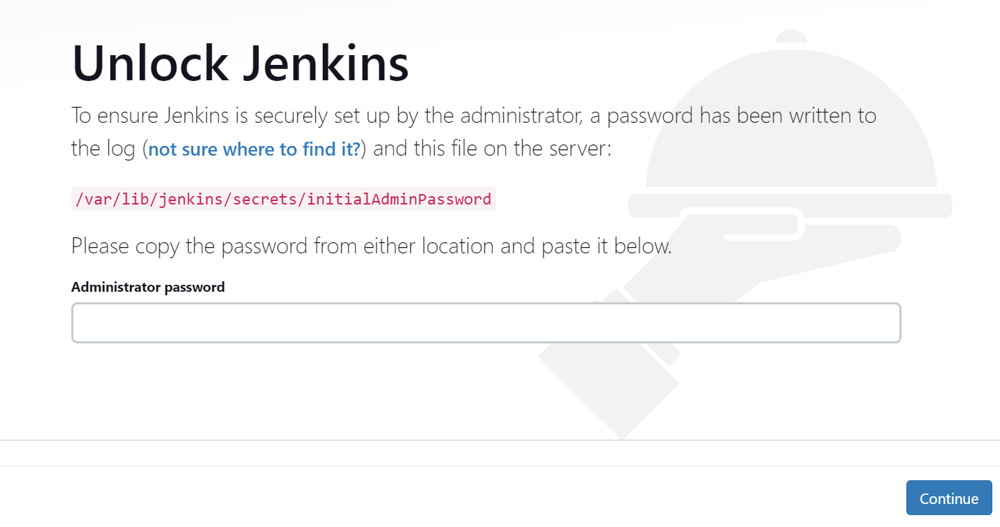 Unlock Jenkins
To ensure Jenkins is securely set up by the administrator, a password has been written to
the log (not sure where to find it?) and this file on the server:
/var/lib/jenkins/secrets/initialAdminPassword
Please copy the password from either location and paste it below.
Administrator password
Continue